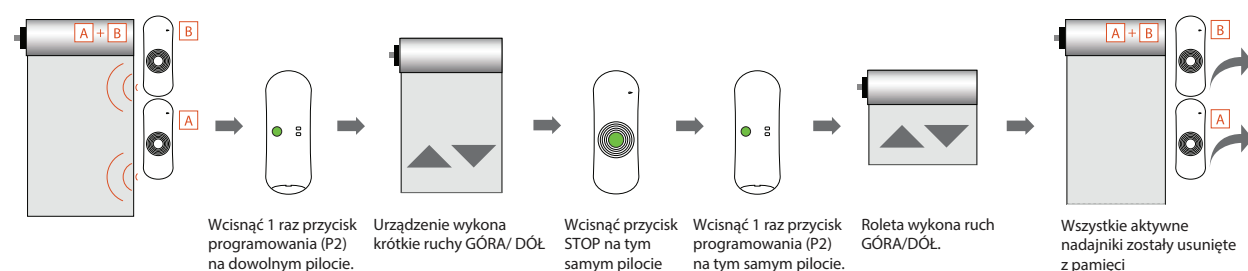 A + B
B
A
A + B
B
A
Wcisnąć 1 raz przycisk
programowania (P2)
na dowolnym pilocie.
Urządzenie wykona
krótkie ruchy GÓRA/ DÓŁ
Wcisnąć przycisk
STOP na tym
samym pilocie
Wcisnąć 1 raz przycisk
programowania (P2)
na tym samym pilocie.
Roleta wykona ruch
GÓRA/DÓŁ.
Wszystkie aktywne
nadajniki zostały usunięte
z pamięci